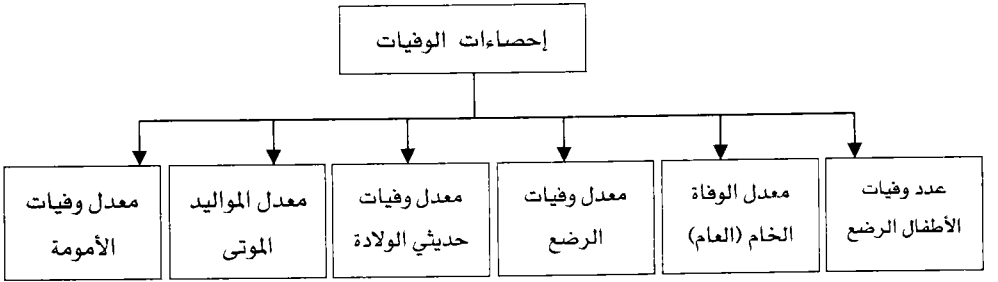 إحصاءات الوفيات
عدد وفيات
الأطفال الرضع
معدل الوفاة
الخام (العام)
معدل وفيات
الرضع
معدل وفيات
حديثي الولادة
معدل المواليد
الموتى
معدل وفيات
الأمومة